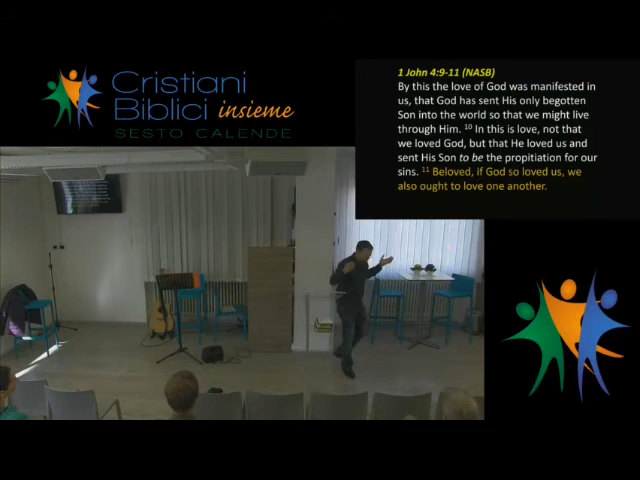 Cristiani
Biblici insieme
SESTO CALENDE
1 John 4:9-11 (NASB)
By this the love of God was manifested in
us, that God has sent His only begotten
Son into the world so that we might live
through Him. 10 In this is love, not that
we loved God, but that He loved us and
sent His Son to be the propitiation for our
sins. 11 Beloved, if God so loved us, we
also ought to love one another.